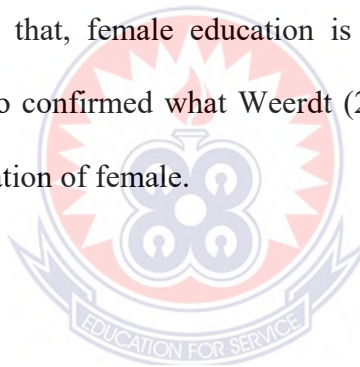 that, female education is
o confirmed what Weerdt (2
ation of female.
EDUCATION FOR SERVICE